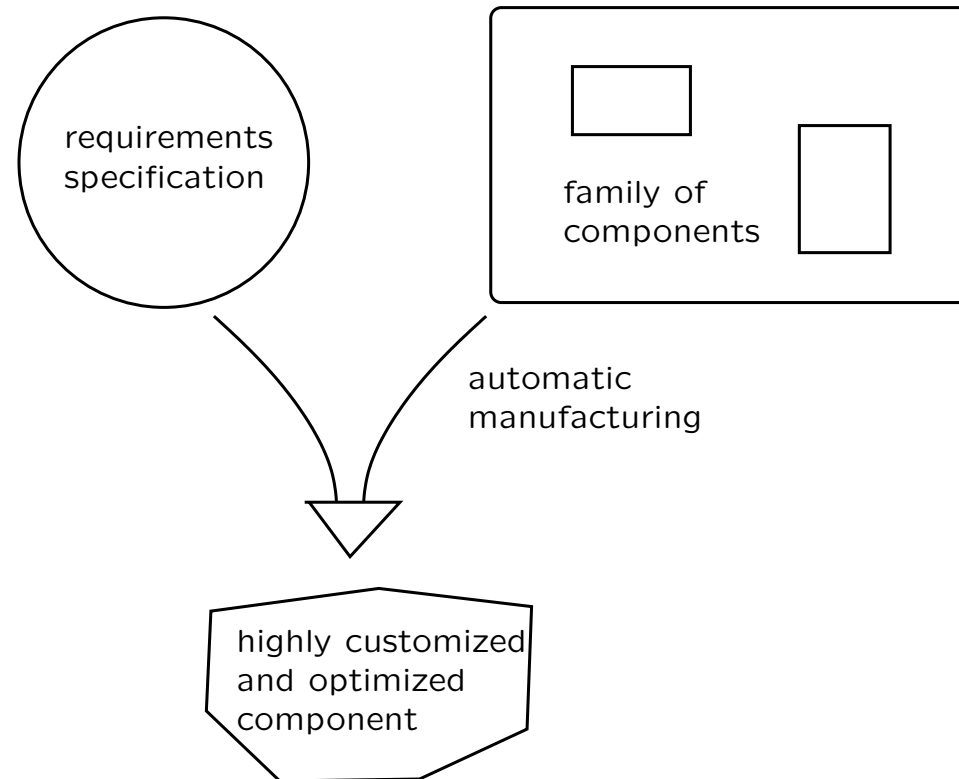 requirements
specification
family of
components
automatic
manufacturing
highly customized
and optimized
component